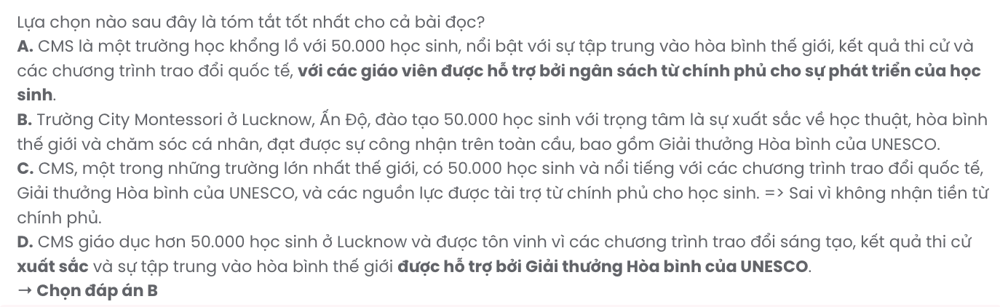 Lựa chọn nào sau đây là tóm tắt tốt nhất cho cả bài đọc?
A. CMS là một trường học khổng lồ với 50.000 học sinh, nổi bật với sự tập trung vào hòa bình thế giới, kết quả thi cử và
các chương trình trao đổi quốc tế, với các giáo viên được hỗ trợ bởi ngân sách từ chính phủ cho sự phát triển của học
sinh.
B. Trường City Montessori ở Lucknow, Ấn Độ, đào tạo 50.000 học sinh với trọng tâm là sự xuất sắc về học thuật, hòa bình
thế giới và chăm sóc cá nhân, đạt được sự công nhận trên toàn cầu, bao gồm Giải thưởng Hòa bình của UNESCO.
C. CMS, một trong những trường lớn nhất thế giới, có 50.000 học sinh và nổi tiếng với các chương trình trao đổi quốc tế,
Giải thưởng Hòa bình của UNESCO, và các nguồn lực được tài trợ từ chính phủ cho học sinh. => Sai vì không nhận tiền từ
chính phủ.
D. CMS giáo dục hơn 50.000 học sinh ở Lucknow và được tôn vinh vì các chương trình trao đổi sáng tạo, kết quả thi cử
xuất sắc và sự tập trung vào hòa bình thế giới được hỗ trợ bởi Giải thưởng Hòa bình của UNESCO.
→ Chọn đáp án B